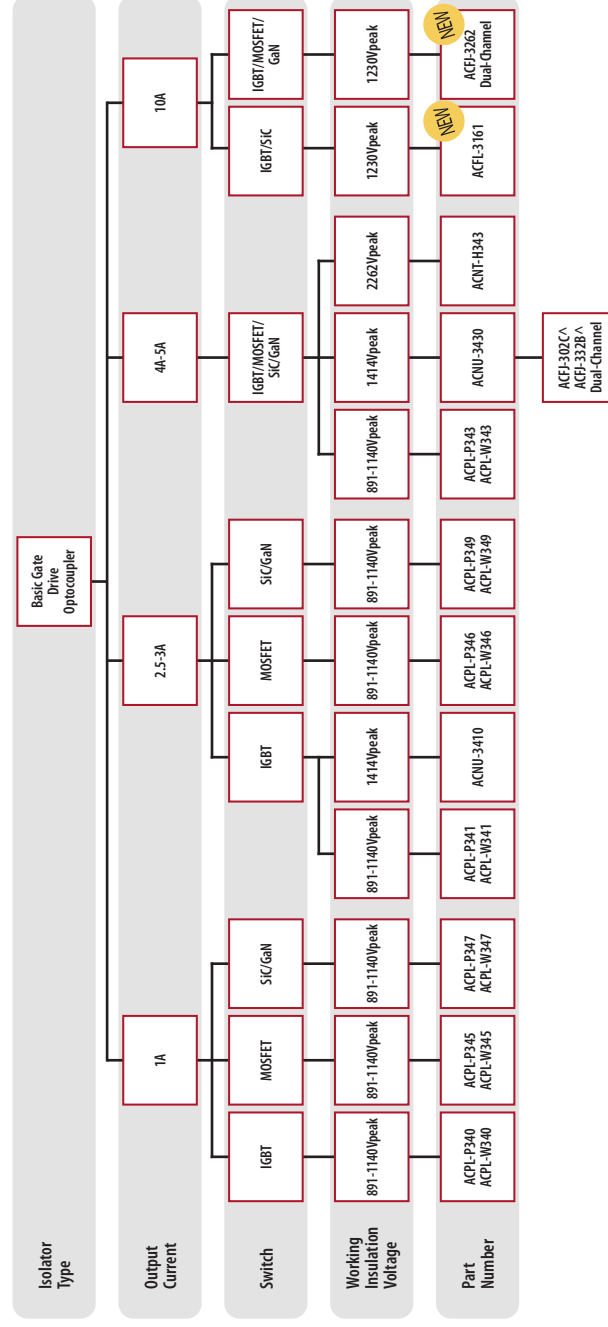 Isolator
Type
Basic Gate
Drive
Optocoupler
Output
Current
1A
2.5-3A
4A-5A
10A
Switch
IGBT
MOSFET
SiC/GaN
IGBT
MOSFET
SiC/GaN
IGBT/MOSFET/
SiC/GaN
IGBT/SiC
IGBT/MOSFET/
GaN
Working
Insulation
Voltage
891-1140Vpeak
891-1140Vpeak
891-1140Vpeak
891-1140Vpeak
1414Vpeak
891-1140Vpeak
891-1140Vpeak
891-1140Vpeak
1414Vpeak
2262Vpeak
1230Vpeak
1230Vpeak
Part
Number
ACPL-P340
ACPL-W340
ACPL-P345
ACPL-W345
ACPL-P347
ACPL-W347
ACPL-P341
ACPL-W341
ACNU-3410
ACPL-P346
ACPL-W346
ACPL-P349
ACPL-W349
ACPL-P343
ACPL-W343
ACNU-3430
ACNT-H343
NEW
ACFL-3161
NEW
ACFJ-3262
Dual-Channel
ACFJ-302C^
ACFJ-332B^
Dual-Channel